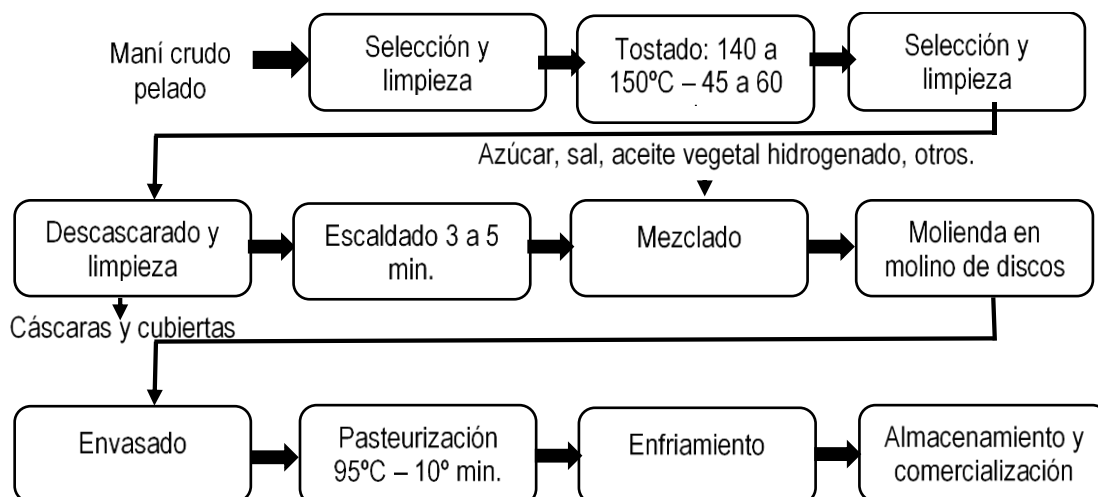 Maní crudo
pelado
Selección y
limpieza
Tostado: 140 a
150ºC – 45 a 60
Selección y
limpieza
Azúcar, sal, aceite vegetal hidrogenado, otros.
Descascarado y
limpieza
Escaldado 3 a 5
min.
Mezclado
Molienda en
molino de discos
Cáscaras y cubiertas
Envasado
Pasteurización
95ºC – 10º min.
Enfriamiento
Almacenamiento y
comercialización